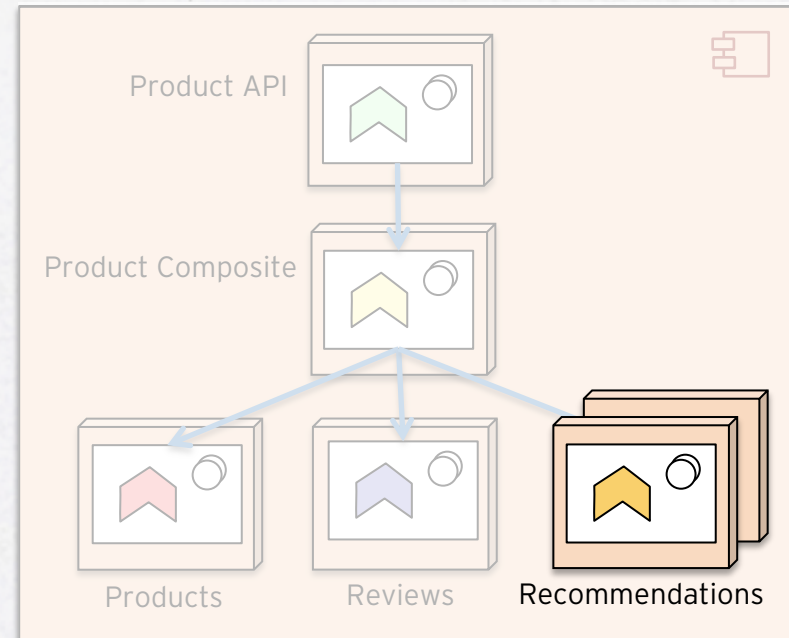 Product API
Product Composite
Products
Reviews
Recommendations